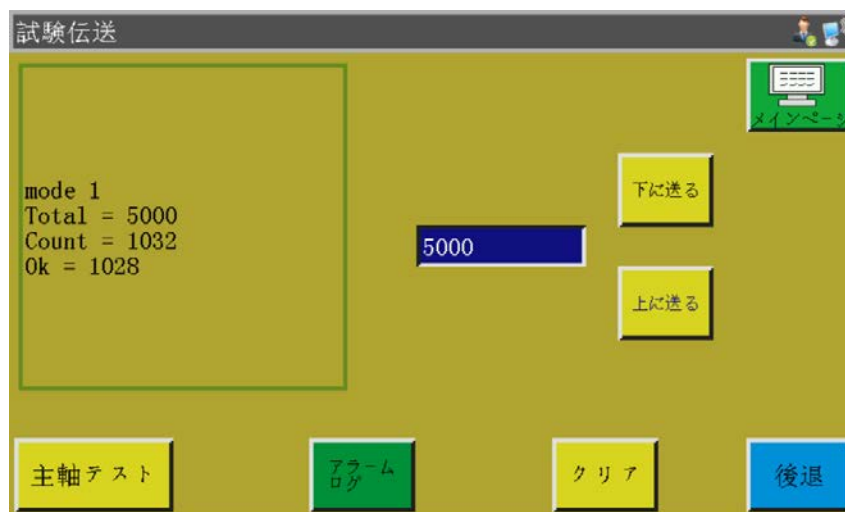 試験伝送
メインページ
mode 1
Total = 5000
Count = 1032
Ok = 1028
5000
下に送る
上に送る
主軸テスト
アラーム
ログ
クリア
後退